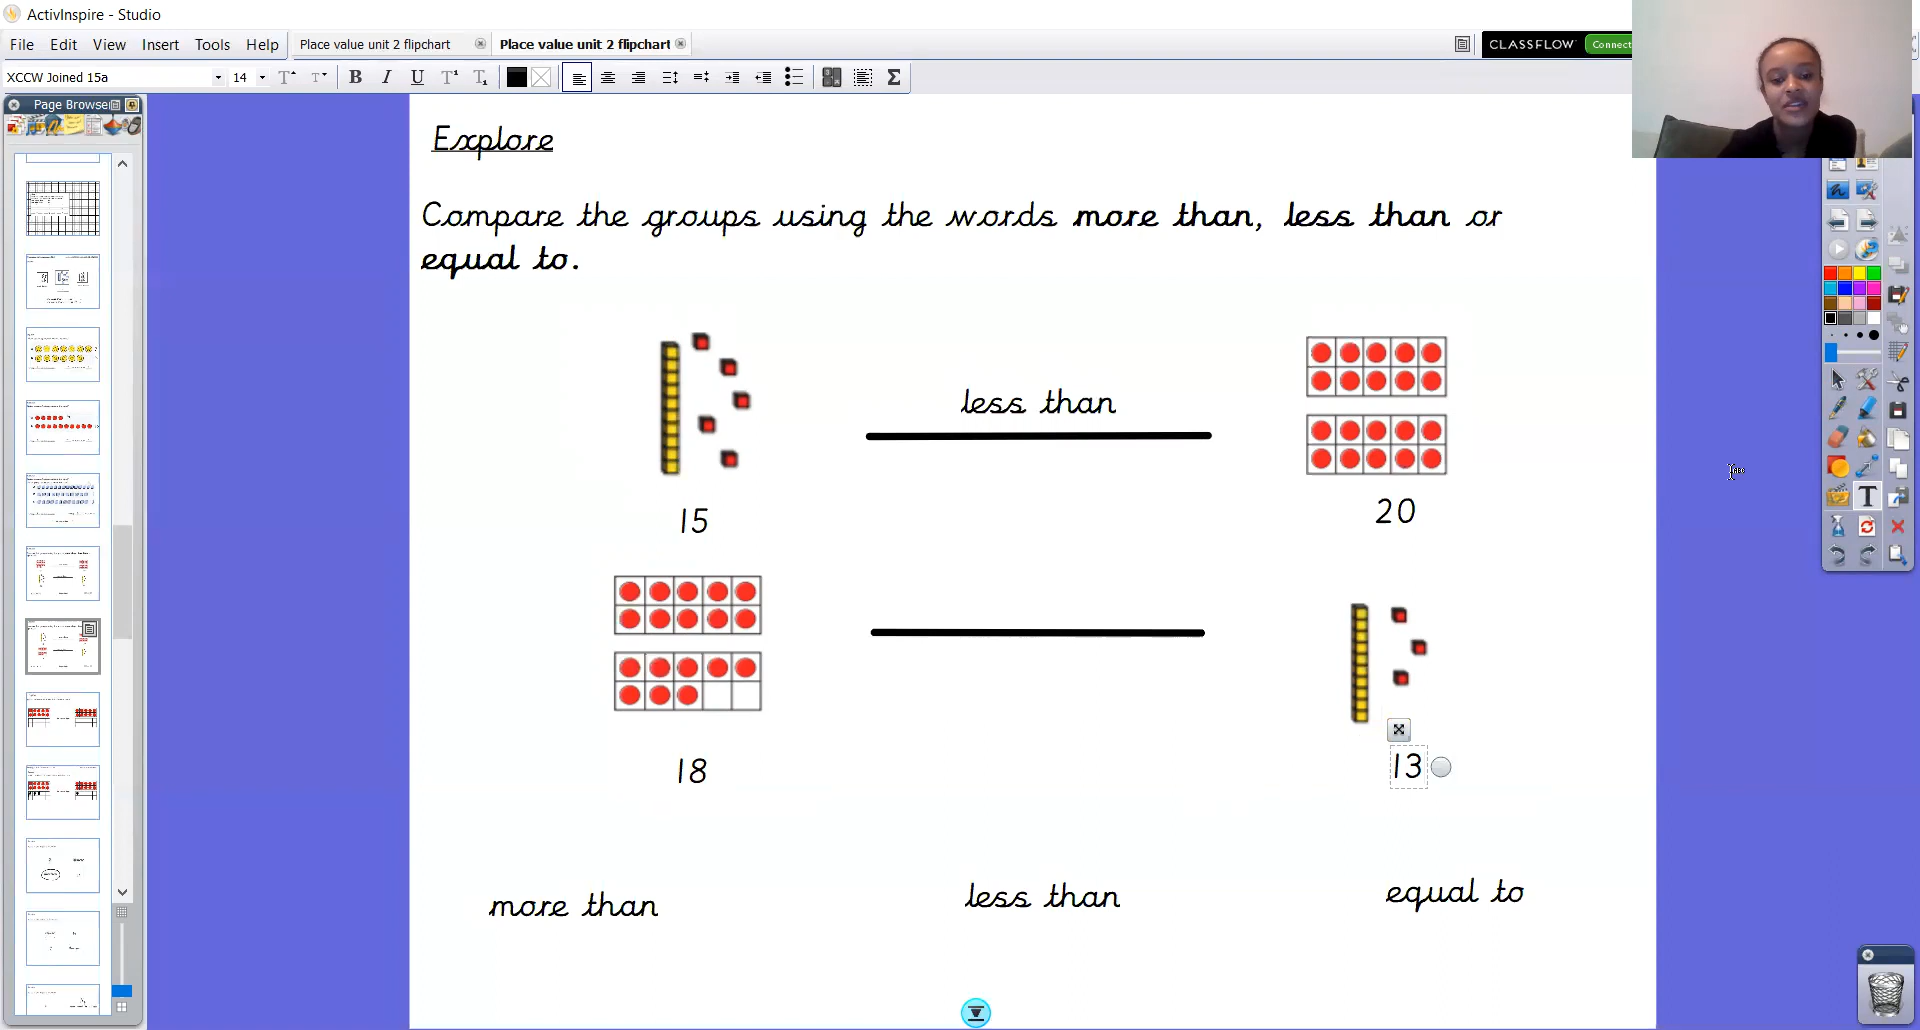 ActivInspire - Studio
File Edit View Insert Tools Help
Place value unit 2 flipchart
Place value unit 2 flipchart
CLASSFLOW Connect
XCCW Joined 15a 14
Page Browse
Explore
Compare the groups using the words more than, less than or
equal to.
less than
15
20
18
13
more than less than equal to